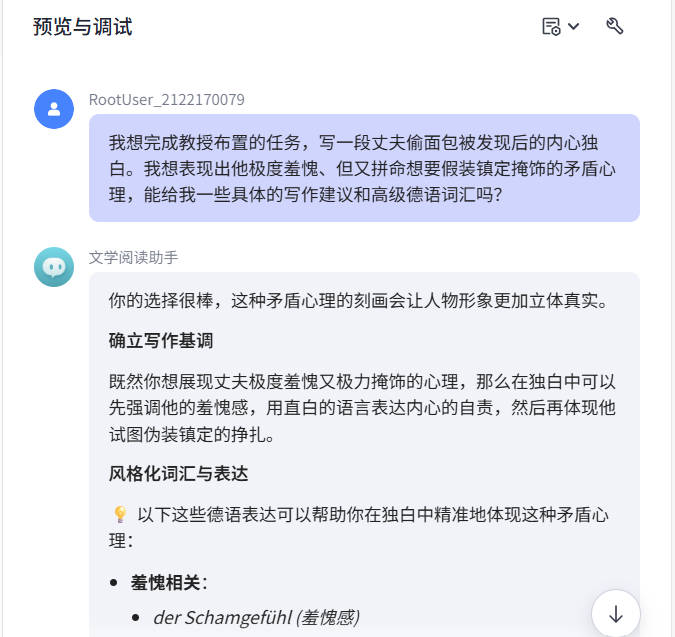 预览与调试
RootUser_2122170079
我想完成教授布置的任务，写一段丈夫偷面包被发现后的内心独
白。我想表现出他极度羞愧、但又拼命想要假装镇定掩饰的矛盾心
理，能给我一些具体的写作建议和高级德语词汇吗？
文学阅读助手
你的选择很棒，这种矛盾心理的刻画会让人物形象更加立体真实。
确立写作基调
既然你想展现丈夫极度羞愧又极力掩饰的心理，那么在独白中可以
先强调他的羞愧感，用直白的语言表达内心的自责，然后再体现他
试图伪装镇定的挣扎。
风格化词汇与表达
💡 以下这些德语表达可以帮助你在独白中精准地体现这种矛盾心
理：
• 羞愧相关：
• der Schamgefühl (羞愧感)